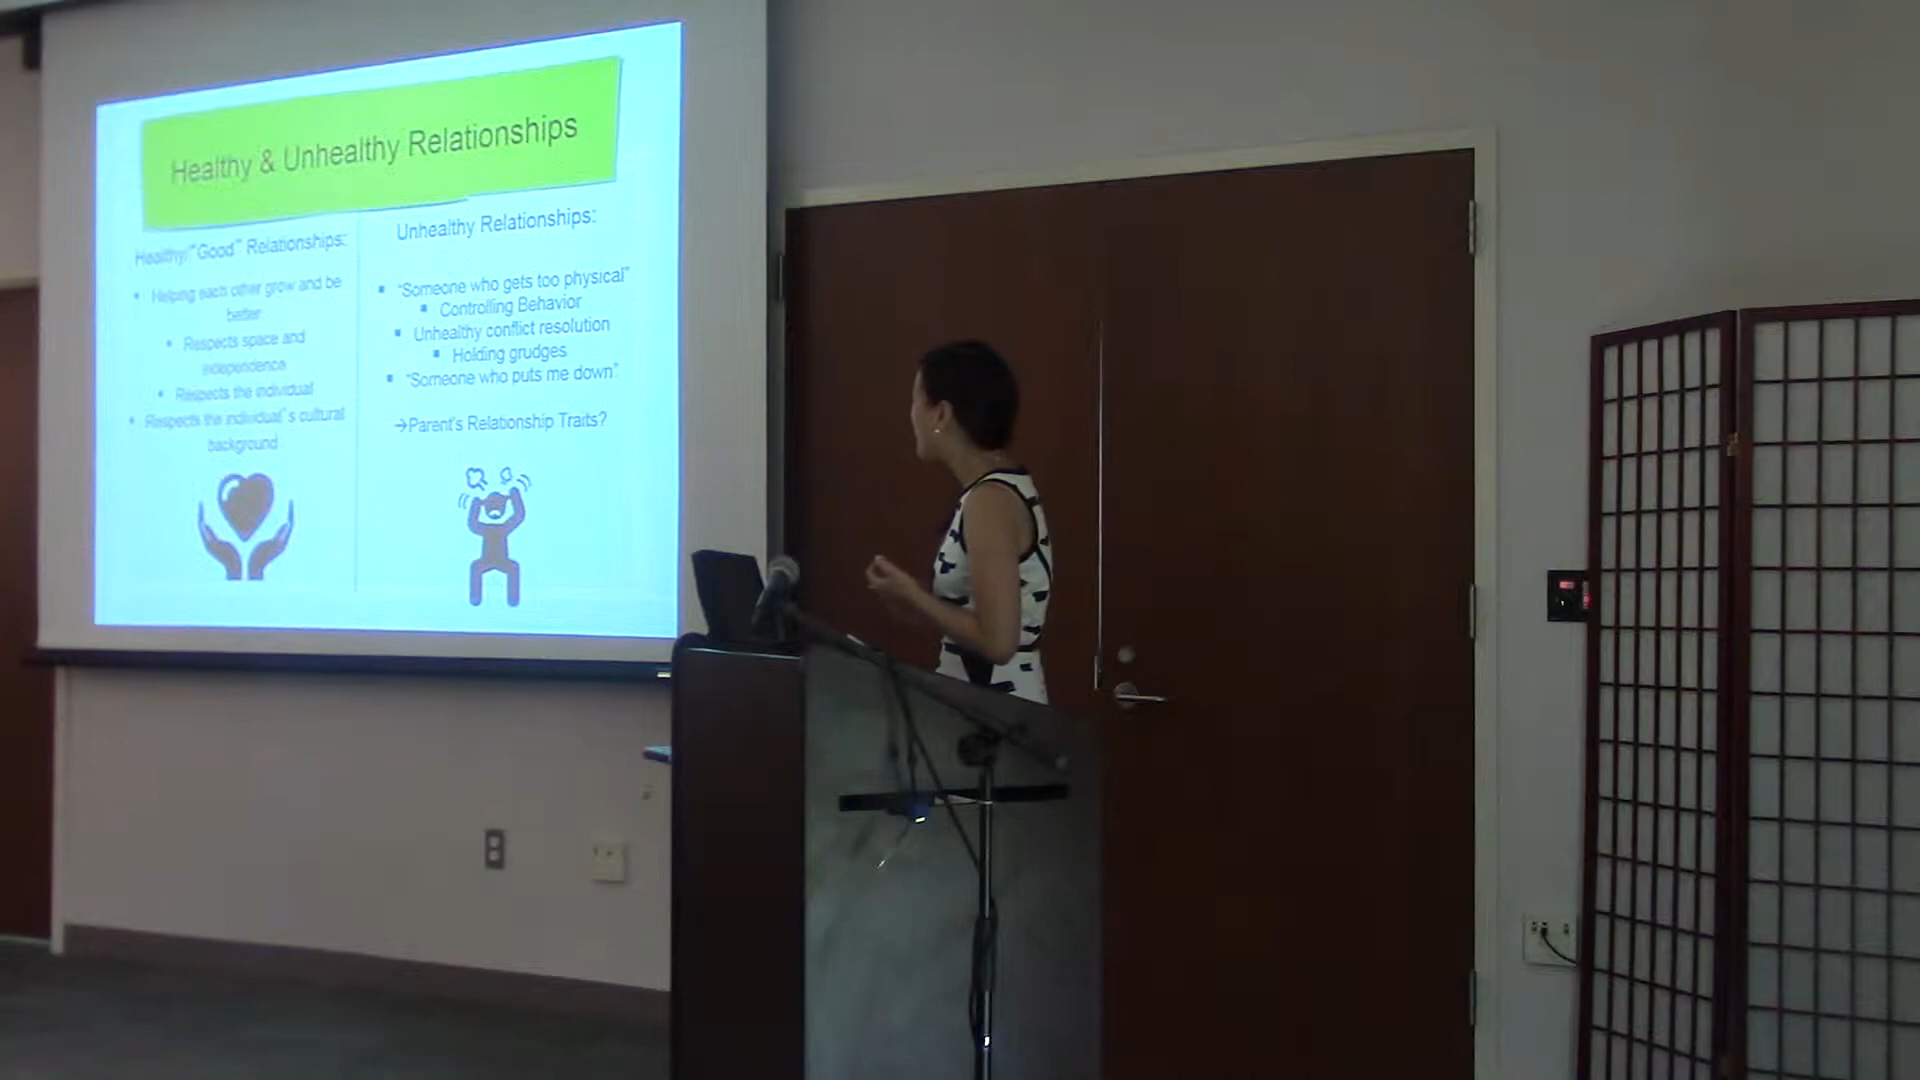 Healthy & Unhealthy Relationships
Healthy/"Good" Relationships:
▪ Helping each other grow and be
better
▪ Respects space and
independence
▪ Respects the individual
▪ Respects the individual's cultural
background
Unhealthy Relationships:
▪ "Someone who gets too physical"
▪ Controlling Behavior
▪ Unhealthy conflict resolution
▪ Holding grudges
▪ "Someone who puts me down".
→Parent's Relationship Traits?